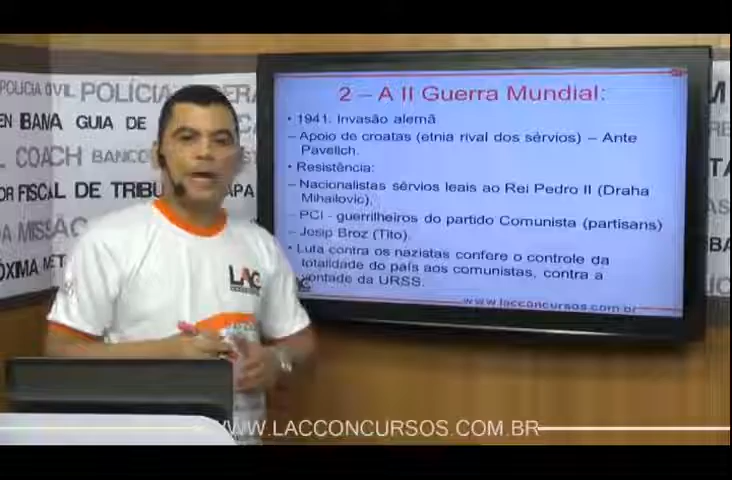 POLÍCIA CIVIL POLÍCIA
BAMA GUIA DE
COACH BANCO
FISCAL DE TRIBU
MISSÃO
LAC
2 – A II Guerra Mundial:
• 1941. Invasão alemã
– Apoio de croatas (etnia rival dos sérvios) – Ante
Pavelich.
• Resistência:
– Nacionalistas sérvios leais ao Rei Pedro II (Draha
Mihailovic).
– PCI - guerrilheiros do partido Comunista (partisans)
– Josip Broz (Tito).
• Luta contra os nazistas confere o controle da
totalidade do país aos comunistas, contra a
vontade da URSS.
www.lacconcursos.com.br
WWW.LACCONCURSOS.COM.BR